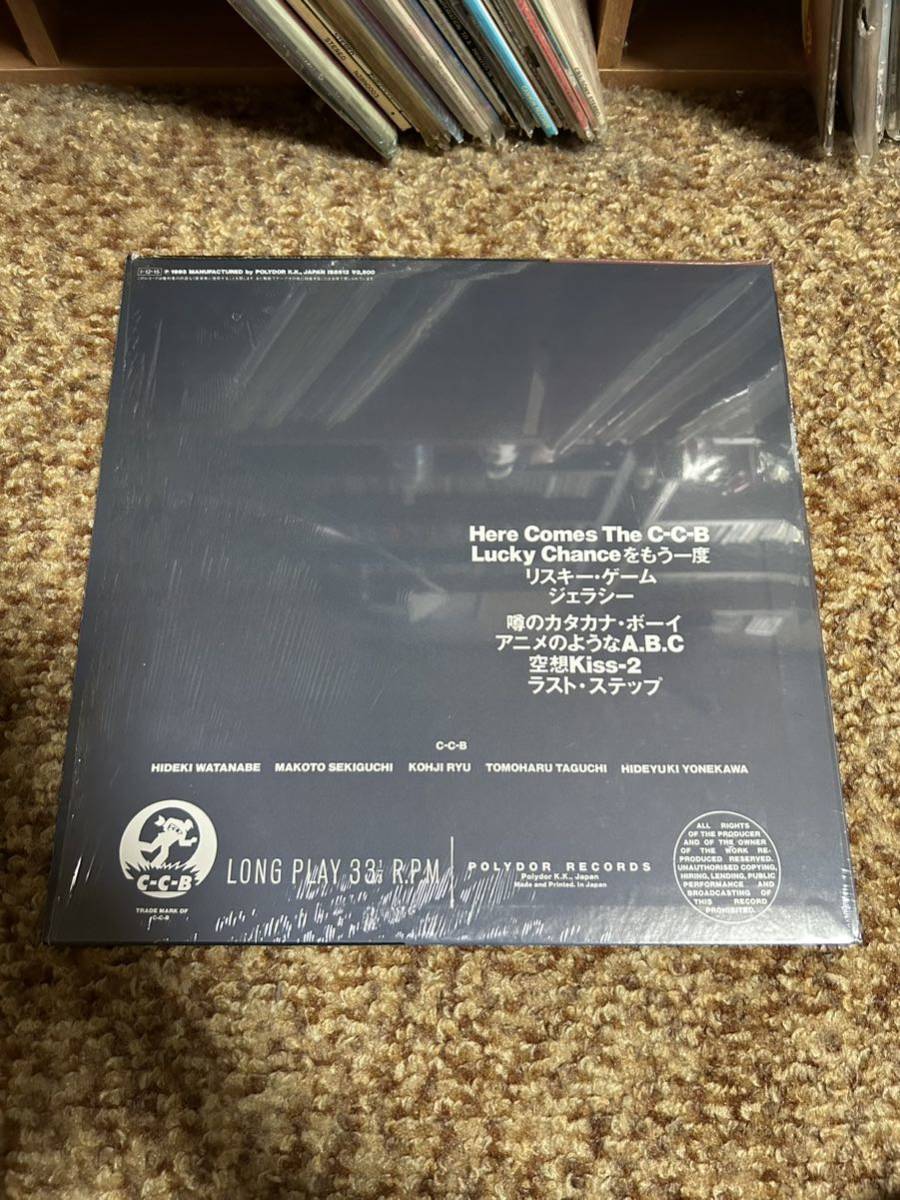 P. 1985 MANUFACTURED by POLYDOR K.K., JAPAN ¥2,800
Here Comes The C-C-B
Lucky Chanceをもう一度
リスキー・ゲーム
ジェラシー
噂のカタカナ・ボーイ
アニメのようなA.B.C
空想Kiss-2
ラスト・ステップ
C-C-B
HIDEKI WATANABE MAKOTO SEKIGUCHI KOHJI RYU TOMOHARU TAGUCHI HIDEYUKI YONEKAWA
C-C-B
TRADE MARK OF
C-C-B
LONG PLAY 33 1/3 R.P.M
POLYDOR RECORDS
Polydor K.K., Japan
Made and Printed. in Japan
ALL RIGHTS
OF THE PRODUCER
AND OF THE OWNER
OF THE WORK RE-
PRODUCED RESERVED.
UNAUTHORISED COPYING,
HIRING, LENDING, PUBLIC
PERFORMANCE AND
BROADCASTING OF
THIS RECORD
PROHIBITED.